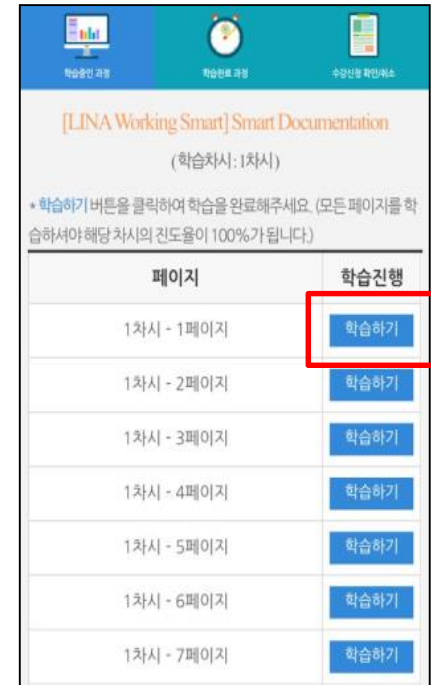 학습중인 과정
학습완료 과정
수강신청 확인/취소
[LINA Working Smart] Smart Documentation
(학습차시 : 1차시)
* 학습하기 버튼을 클릭하여 학습을 완료해주세요. (모든 페이지를 학
습하셔야 해당 차시의 진도율이 100%가 됩니다.)
페이지 학습진행
1차시 - 1페이지 학습하기
1차시 - 2페이지 학습하기
1차시 - 3페이지 학습하기
1차시 - 4페이지 학습하기
1차시 - 5페이지 학습하기
1차시 - 6페이지 학습하기
1차시 - 7페이지 학습하기